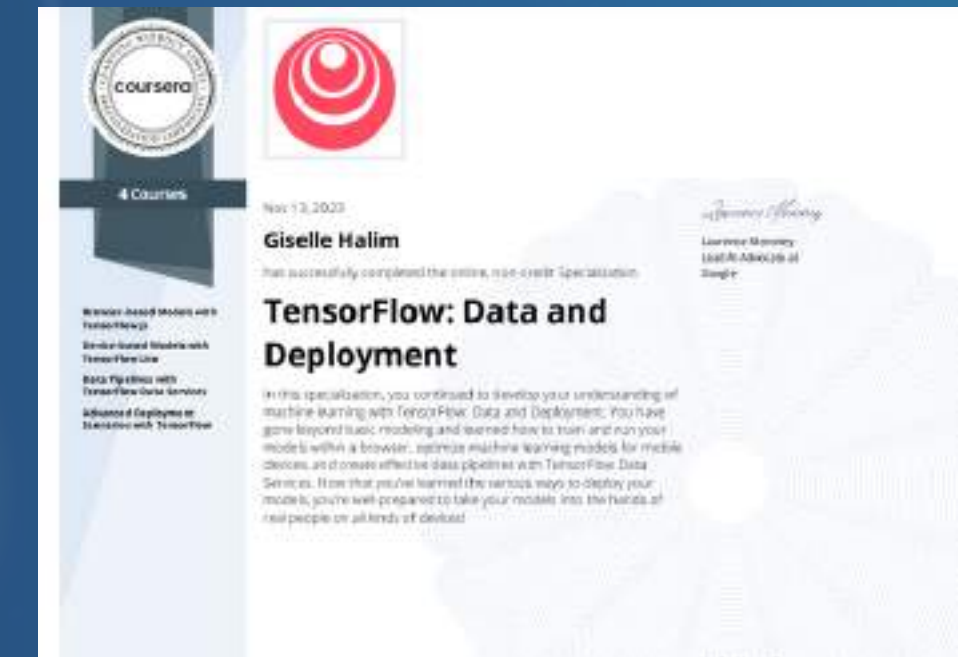 coursera
4 Courses
Browser-based Models with
TensorFlow.js
Device-based Models with
TensorFlow Lite
Data Pipelines with
TensorFlow Data Services
Advanced Deployment
Scenarios with TensorFlow
Nov 13, 2023
Giselle Halim
has successfully completed the online, non-credit Specialization
TensorFlow: Data and
Deployment
In this specialization, you continued to develop your understanding of
machine learning with TensorFlow: Data and Deployment. You have
gone beyond basic modeling and learned how to train and run your
models within a browser, optimize machine learning models for mobile
devices, and create effective data pipelines with TensorFlow Data
Services. Now that you've learned the various ways to deploy your
models, you're well-prepared to take your models into the hands of
real people on all kinds of devices!
Laurence Moroney
Lead AI Advocate at
Google